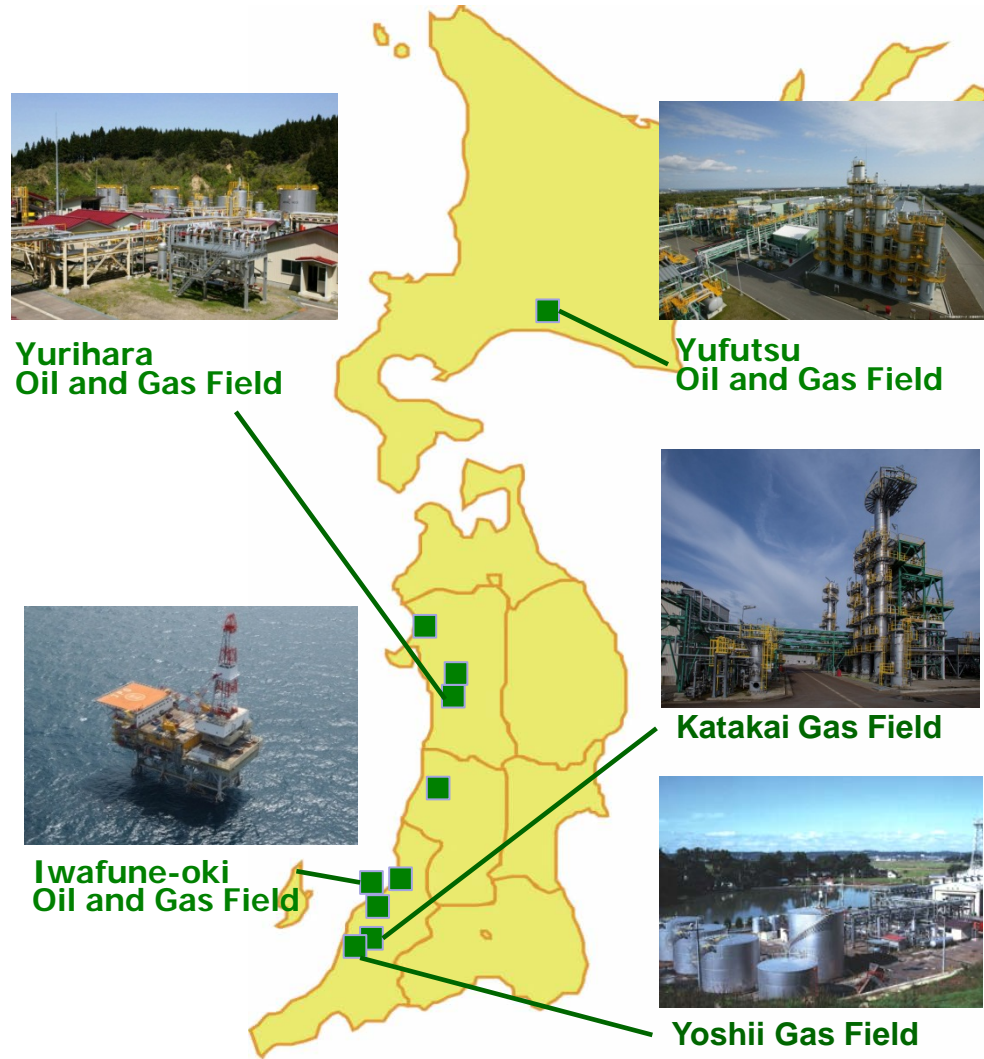 Yurihara
Oil and Gas Field
Yufutsu
Oil and Gas Field
Katakai Gas Field
Iwafune-oki
Oil and Gas Field
Yoshii Gas Field